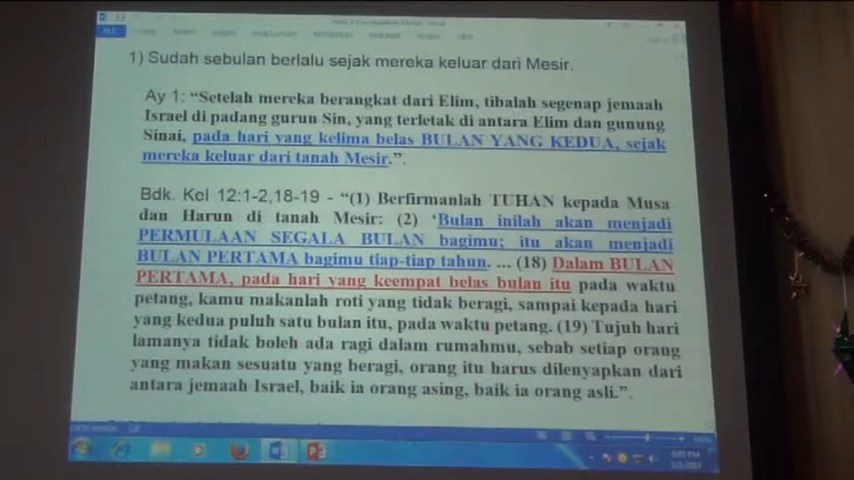 1) Sudah sebulan berlalu sejak mereka keluar dari Mesir.
Ay 1: “Setelah mereka berangkat dari Elim, tibalah segenap jemaah
Israel di padang gurun Sin, yang terletak di antara Elim dan gunung
Sinai, pada hari yang kelima belas BULAN YANG KEDUA, sejak
mereka keluar dari tanah Mesir.”.
Bdk. Kel 12:1-2,18-19 - “(1) Berfirmanlah TUHAN kepada Musa
dan Harun di tanah Mesir: (2) ‘Bulan inilah akan menjadi
PERMULAAN SEGALA BULAN bagimu; itu akan menjadi
BULAN PERTAMA bagimu tiap-tiap tahun. ... (18) Dalam BULAN
PERTAMA, pada hari yang keempat belas bulan itu pada waktu
petang, kamu makanlah roti yang tidak beragi, sampai kepada hari
yang kedua puluh satu bulan itu, pada waktu petang. (19) Tujuh hari
lamanya tidak boleh ada ragi dalam rumahmu, sebab setiap orang
yang makan sesuatu yang beragi, orang itu harus dilenyapkan dari
antara jemaah Israel, baik ia orang asing, baik ia orang asli.”.